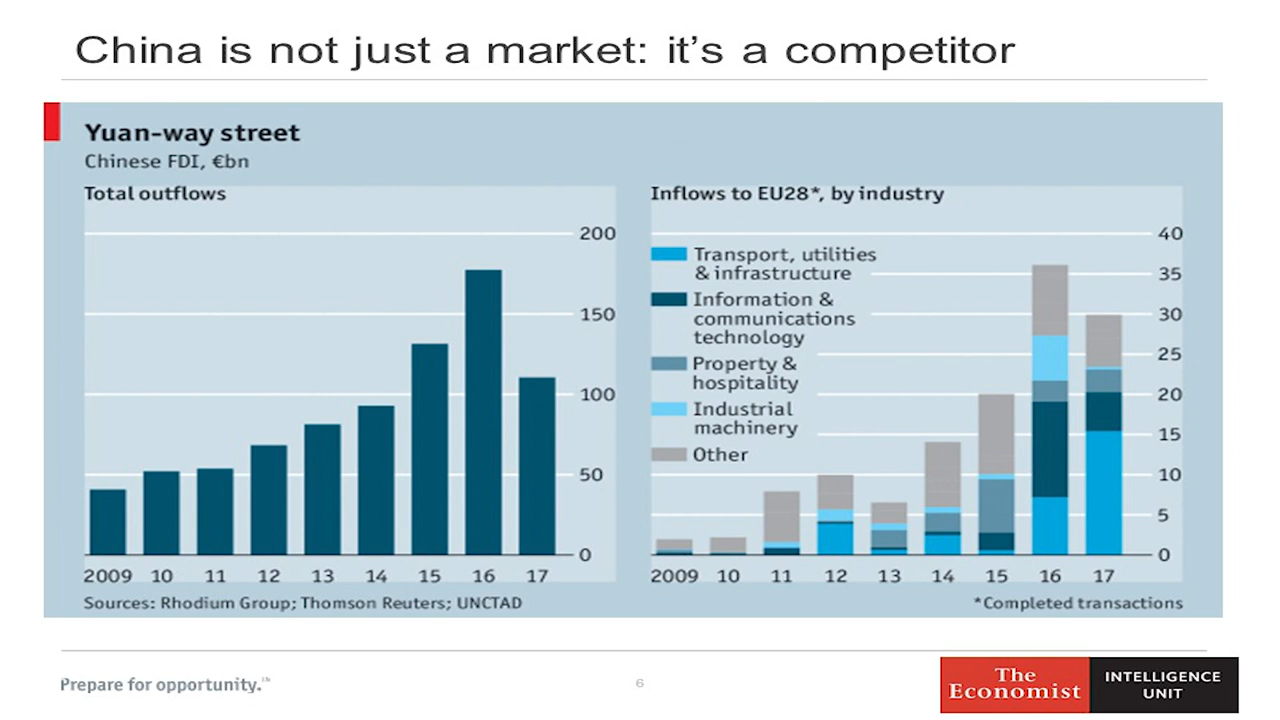 China is not just a market: it's a competitor
Yuan-way street
Chinese FDI, €bn
Total outflows
200
150
100
50
0
2009 10 11 12 13 14 15 16 17
Sources: Rhodium Group; Thomson Reuters; UNCTAD
Inflows to EU28*, by industry
Transport, utilities
& infrastructure
Information &
communications
technology
Property &
hospitality
Industrial
machinery
Other
40
35
30
25
20
15
10
5
0
2009 10 11 12 13 14 15 16 17
*Completed transactions
Prepare for opportunity.
6
The
Economist
INTELLIGENCE
UNIT